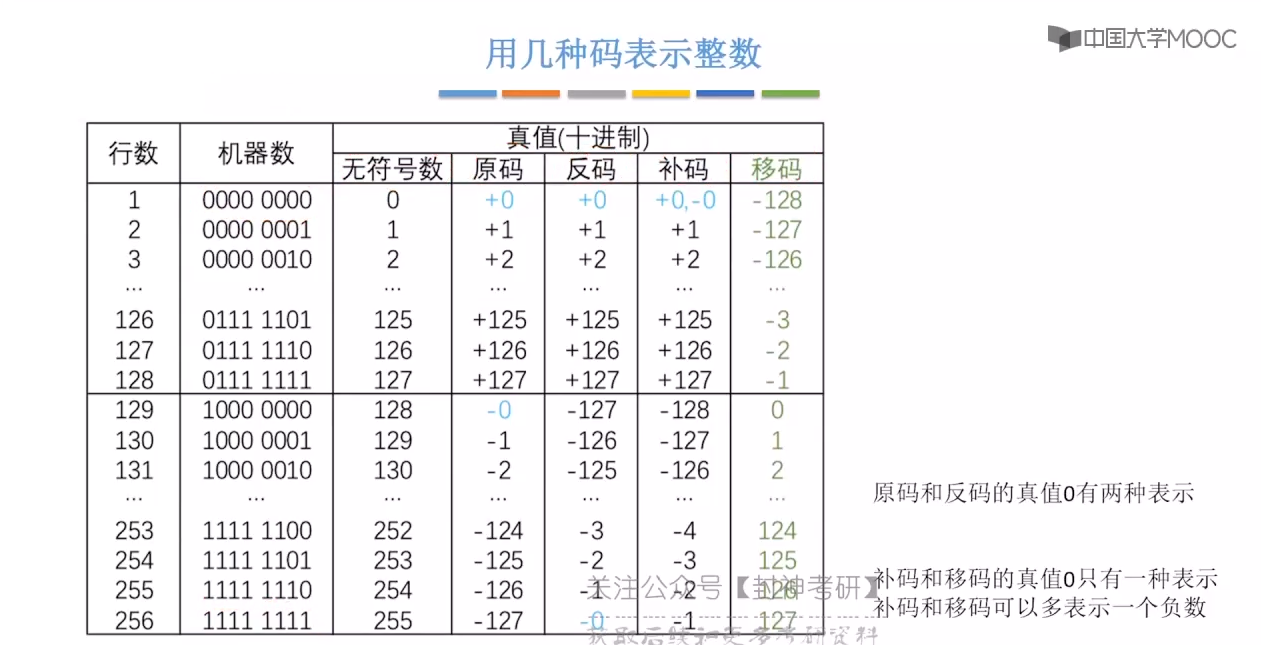 用几种码表示整数
中国大学MOOC
行数 机器数 真值(十进制)
无符号数 原码 反码 补码 移码
1 0000 0000 0 +0 +0 +0,-0 -128
2 0000 0001 1 +1 +1 +1 -127
3 0000 0010 2 +2 +2 +2 -126
... ... ... ... ... ... ...
126 0111 1101 125 +125 +125 +125 -3
127 0111 1110 126 +126 +126 +126 -2
128 0111 1111 127 +127 +127 +127 -1
129 1000 0000 128 -0 -127 -128 0
130 1000 0001 129 -1 -126 -127 1
131 1000 0010 130 -2 -125 -126 2
... ... ... ... ... ... ...
253 1111 1100 252 -124 -3 -4 124
254 1111 1101 253 -125 -2 -3 125
255 1111 1110 254 -126 -1 -2 126
256 1111 1111 255 -127 -0 -1 127
原码和反码的真值0有两种表示
补码和移码的真值0只有一种表示
补码和移码可以多表示一个负数
关注公众号【封神考研】
获取后续和更多考研资料